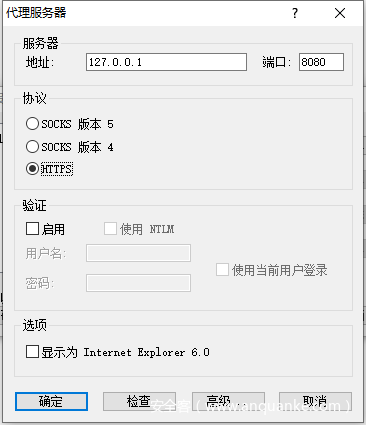 代理服务器
服务器
地址: 127.0.0.1 端口: 8080
协议
SOCKS 版本 5
SOCKS 版本 4
HTTPS
验证
启用 使用 NTLM
用户名:
使用当前用户登录
密码:
选项
显示为 Internet Explorer 6.0
确定 检查 高级... 取消
安全客 ( www.anquanke.com )